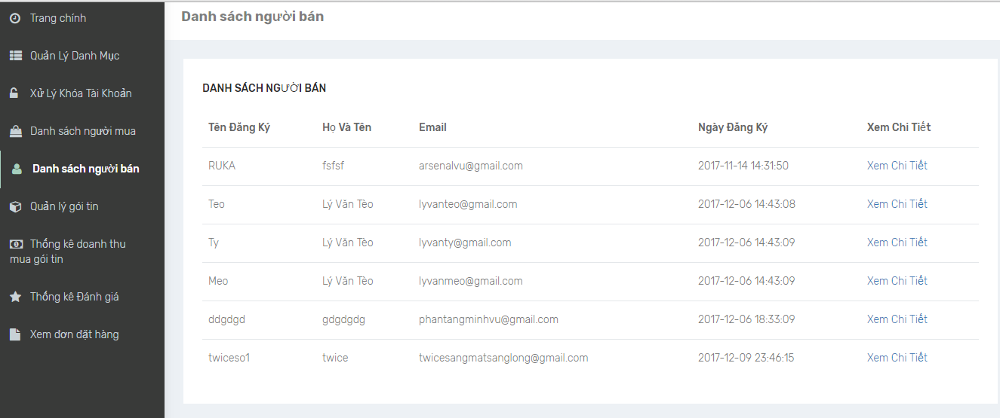 Trang chính
Quản Lý Danh Mục
Xử Lý Khóa Tài Khoản
Danh sách người mua
Danh sách người bán
Quản lý gói tin
Thống kê doanh thu
mua gói tin
Thống kê Đánh giá
Xem đơn đặt hàng
Danh sách người bán
DANH SÁCH NGƯỜI BÁN
Tên Đăng Ký Họ Và Tên Email Ngày Đăng Ký Xem Chi Tiết
RUKA fsfsf arsenalvu@gmail.com 2017-11-14 14:31:50 Xem Chi Tiết
Teo Lý Văn Tèo lyvanteo@gmail.com 2017-12-06 14:43:08 Xem Chi Tiết
Ty Lý Văn Tèo lyvanty@gmail.com 2017-12-06 14:43:09 Xem Chi Tiết
Meo Lý Văn Tèo lyvanmeo@gmail.com 2017-12-06 14:43:09 Xem Chi Tiết
ddgdgd gdgdgdg phantangminhvu@gmail.com 2017-12-06 18:33:09 Xem Chi Tiết
twiceso1 twice twicesangmatsanglong@gmail.com 2017-12-09 23:46:15 Xem Chi Tiết